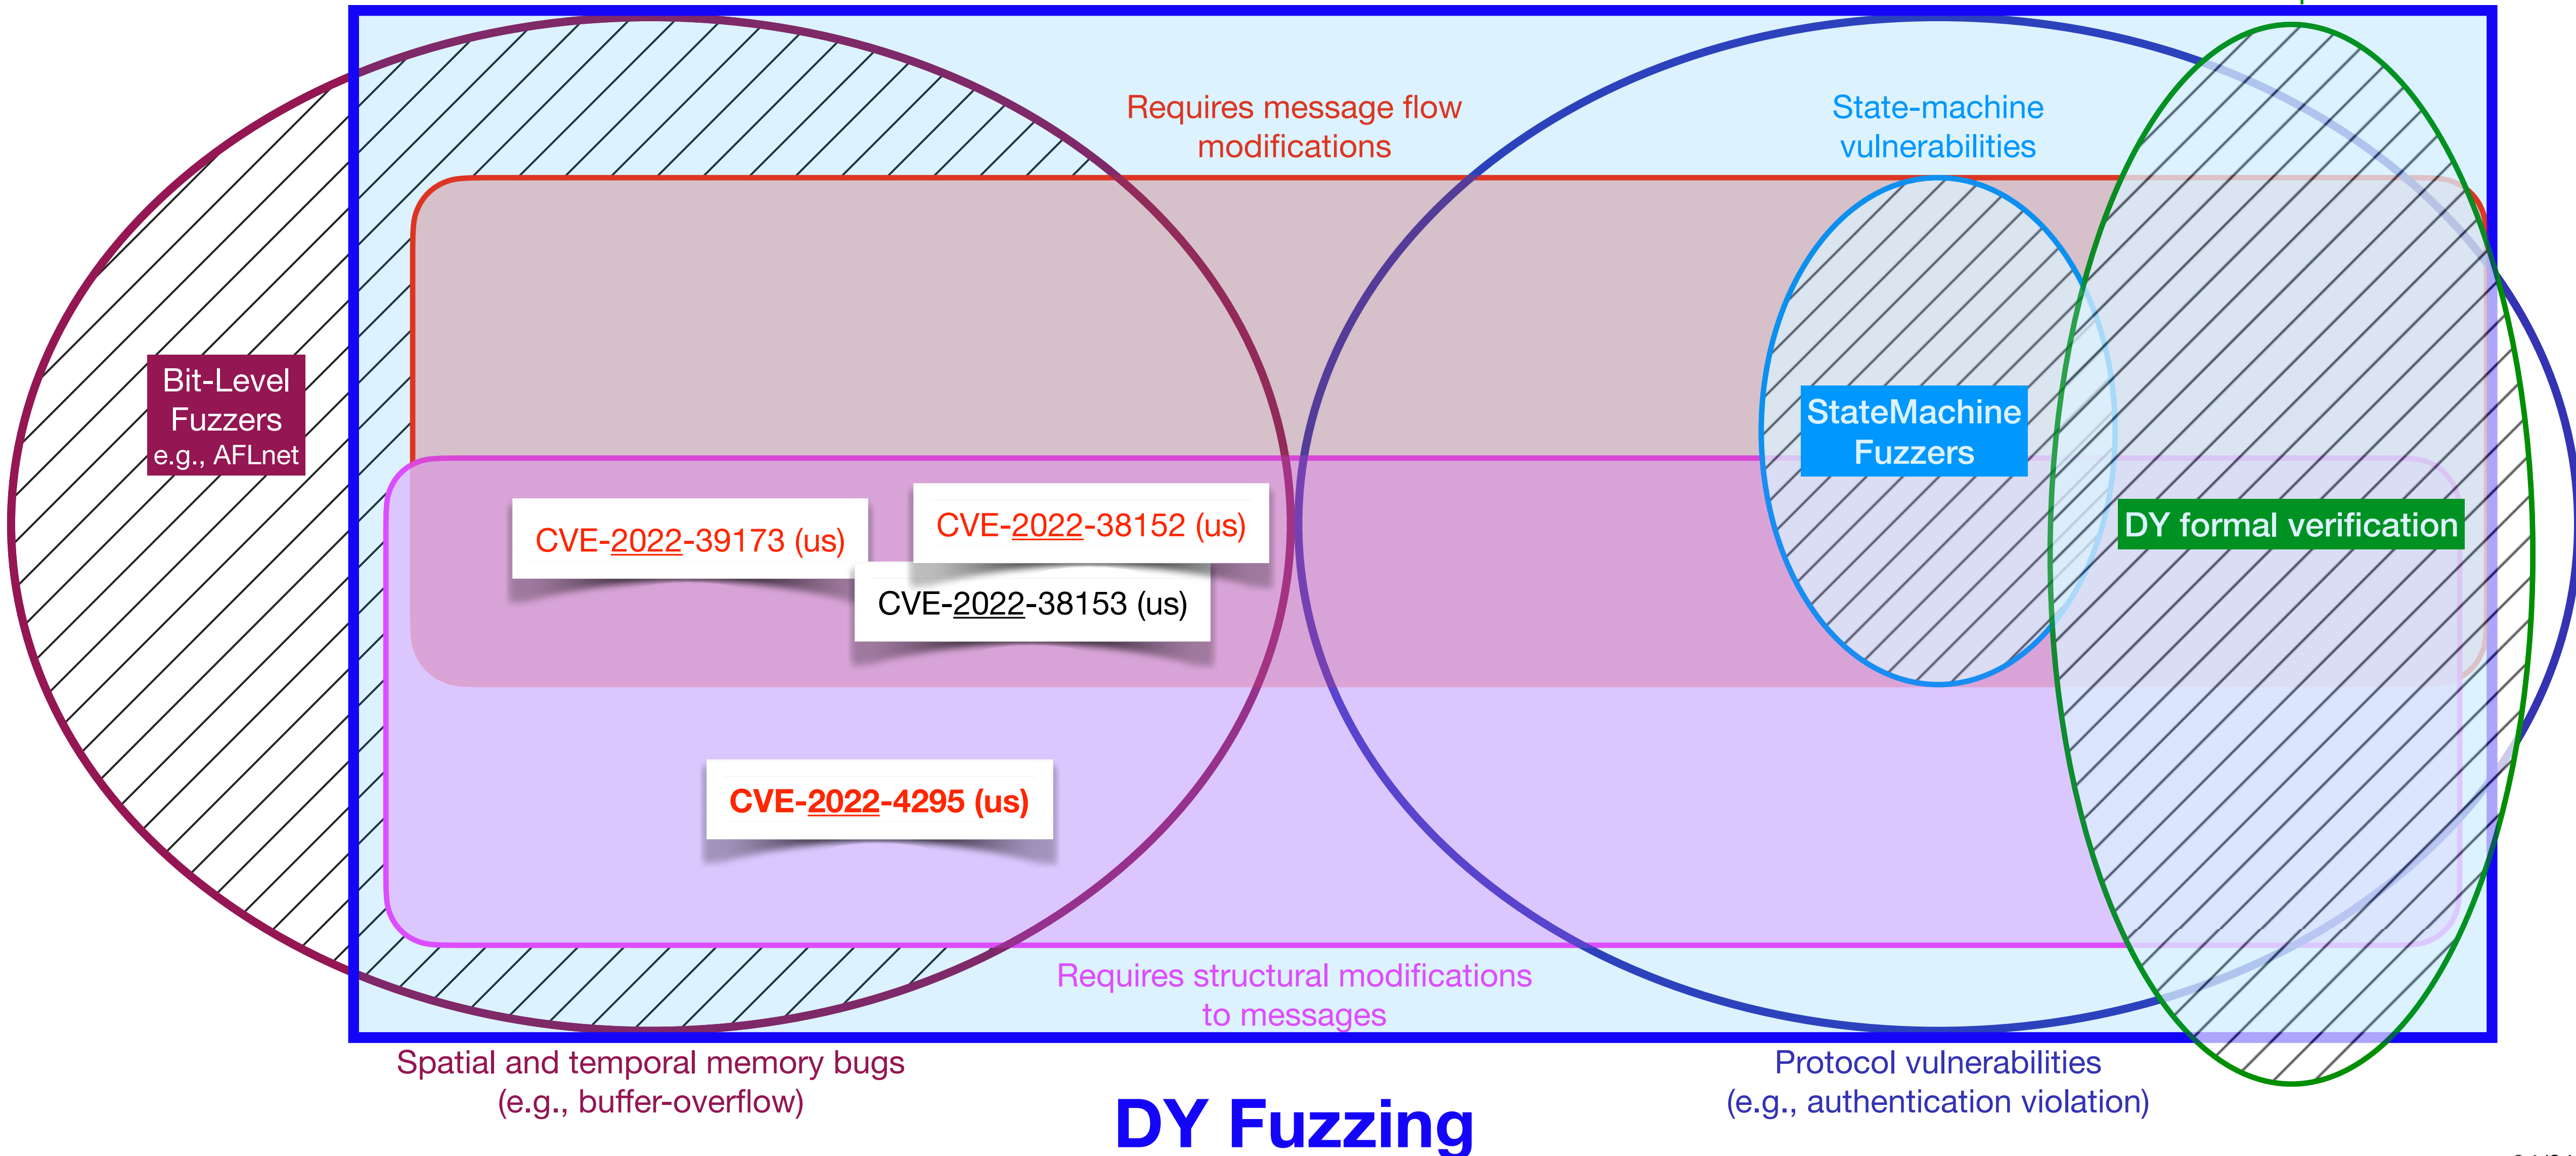 Requires message flow
modifications
State-machine
vulnerabilities
Bit-Level
Fuzzers
e.g., AFLnet
StateMachine
Fuzzers
DY formal verification
CVE-2022-39173 (us)
CVE-2022-38152 (us)
CVE-2022-38153 (us)
CVE-2022-4295 (us)
Requires structural modifications
to messages
Spatial and temporal memory bugs
(e.g., buffer-overflow)
Protocol vulnerabilities
(e.g., authentication violation)
DY Fuzzing